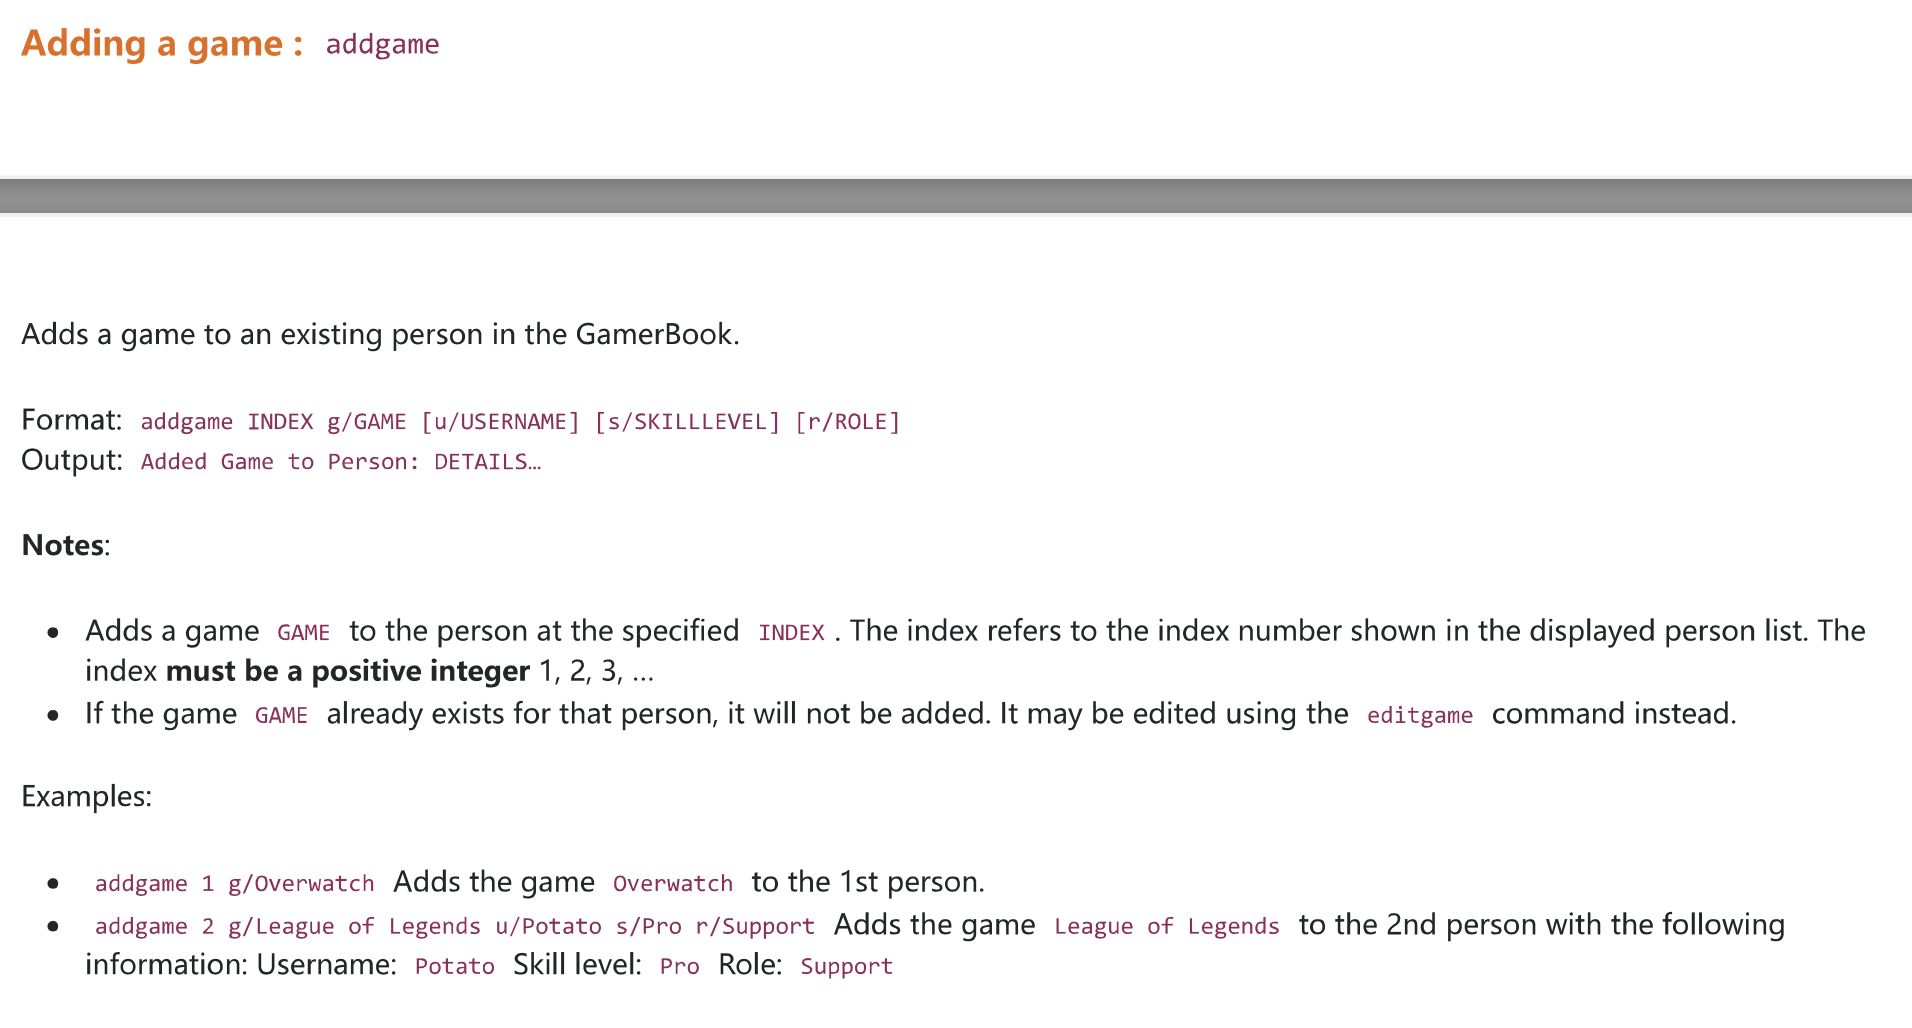 Adding a game : addgame
Adds a game to an existing person in the GamerBook.
Format: addgame INDEX g/GAME [u/USERNAME] [s/SKILLLEVEL] [r/ROLE]
Output: Added Game to Person: DETAILS…
Notes:
• Adds a game GAME to the person at the specified INDEX . The index refers to the index number shown in the displayed person list. The
index must be a positive integer 1, 2, 3, …
• If the game GAME already exists for that person, it will not be added. It may be edited using the editgame command instead.
Examples:
• addgame 1 g/Overwatch Adds the game Overwatch to the 1st person.
• addgame 2 g/League of Legends u/Potato s/Pro r/Support Adds the game League of Legends to the 2nd person with the following
information: Username: Potato Skill level: Pro Role: Support